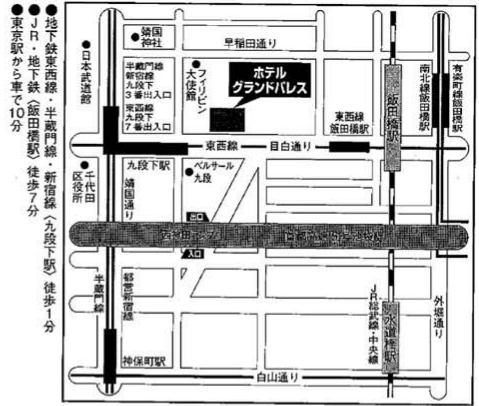 ●地下鉄東西線・半蔵門線・新宿線〈九段下駅〉徒歩1分
●JR・地下鉄〈飯田橋駅〉徒歩7分
●東京駅から車で10分
●靖国
神社
早稲田通り
●日本武道館
半蔵門線
新宿線
九段下
3番出入口
東西線
九段下
7番出入口
●フィリピン
大使館
ホテル
グランドパレス
東西線
飯田橋駅
飯田橋駅
南北線飯田橋駅
有楽町線飯田橋駅
東西線
目白通り
●千代田
区役所
九段下駅
靖国通り
●ベルサール
九段
出口
入口
半蔵門線
都営新宿線
JR総武線・中央線
水道橋駅
外堀通り
神保町駅
白山通り